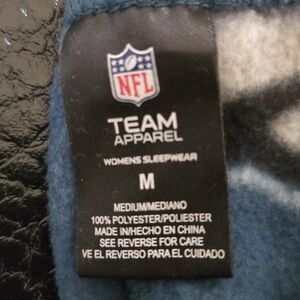 NFL
TEAM
APPAREL
WOMENS SLEEPWEAR
M
MEDIUM/MEDIANO
100% POLYESTER/POLIESTER
MADE IN/HECHO EN CHINA
SEE REVERSE FOR CARE
VE EL REVERSO PARA EL CUIDADO